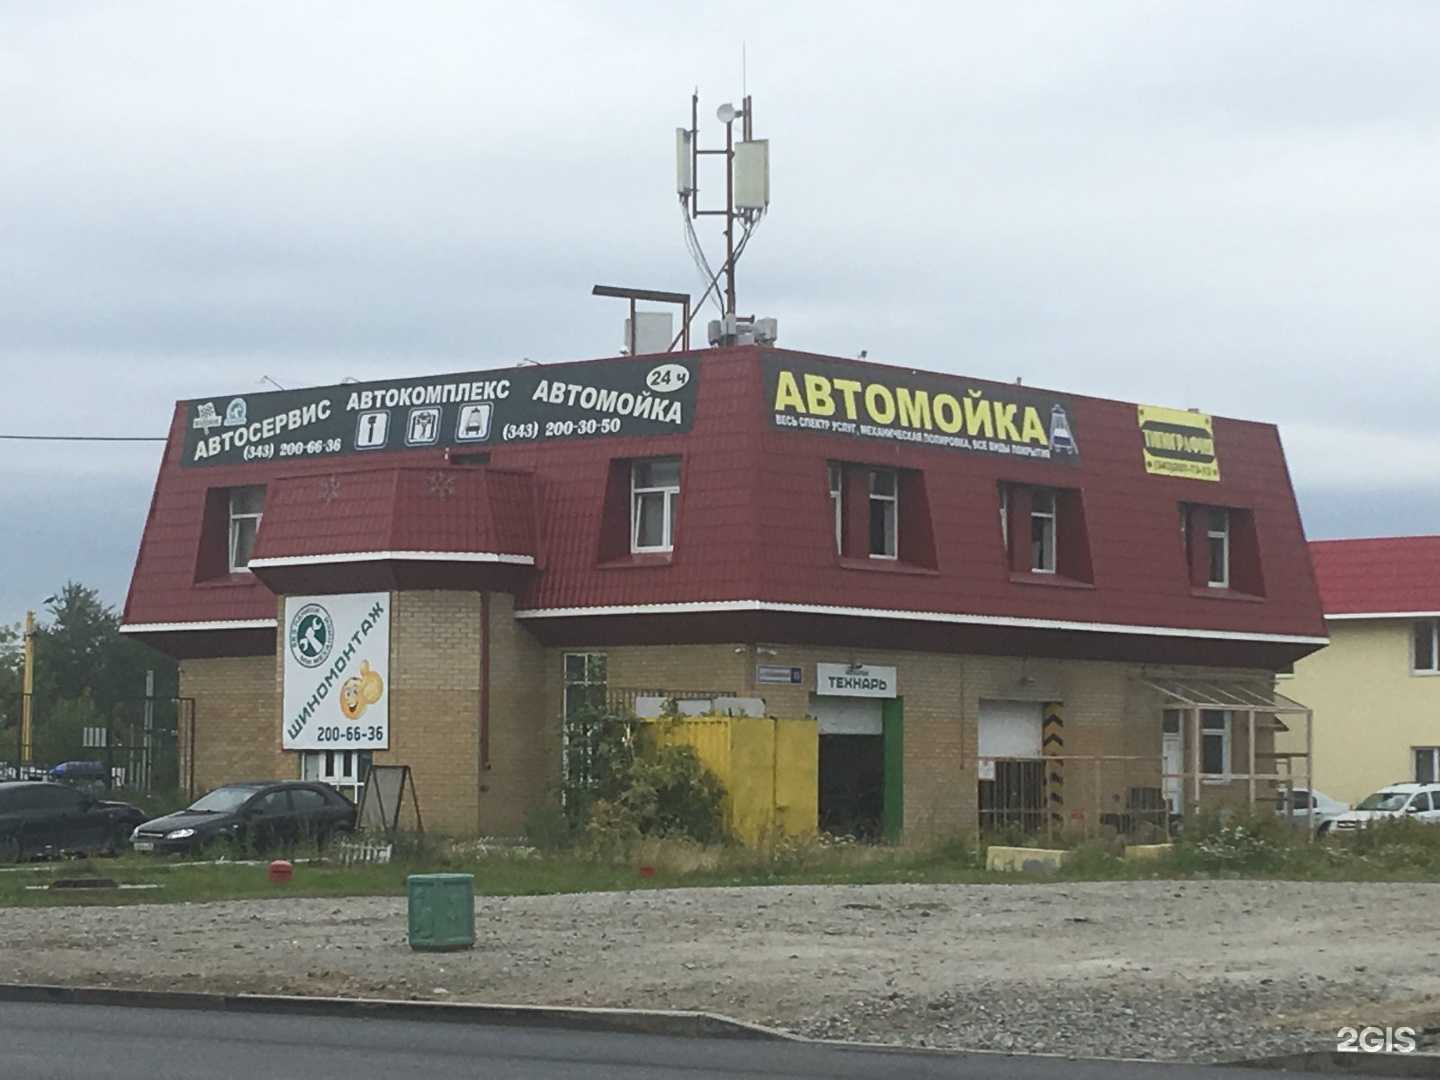 АВТОСЕРВИС
(343) 200-66-36
АВТОКОМПЛЕКС
АВТОМОЙКА
24 ч
(343) 200-30-50
АВТОМОЙКА
ВЕСЬ СПЕКТР УСЛУГ, МЕХАНИЧЕСКАЯ ПОЛИРОВКА, ВСЕ ВИДЫ ПОКРЫТИЯ
ТИПОГРАФИЯ
ШИНОМОНТАЖ
200-66-36
ТЕХНАРЬ
2GIS